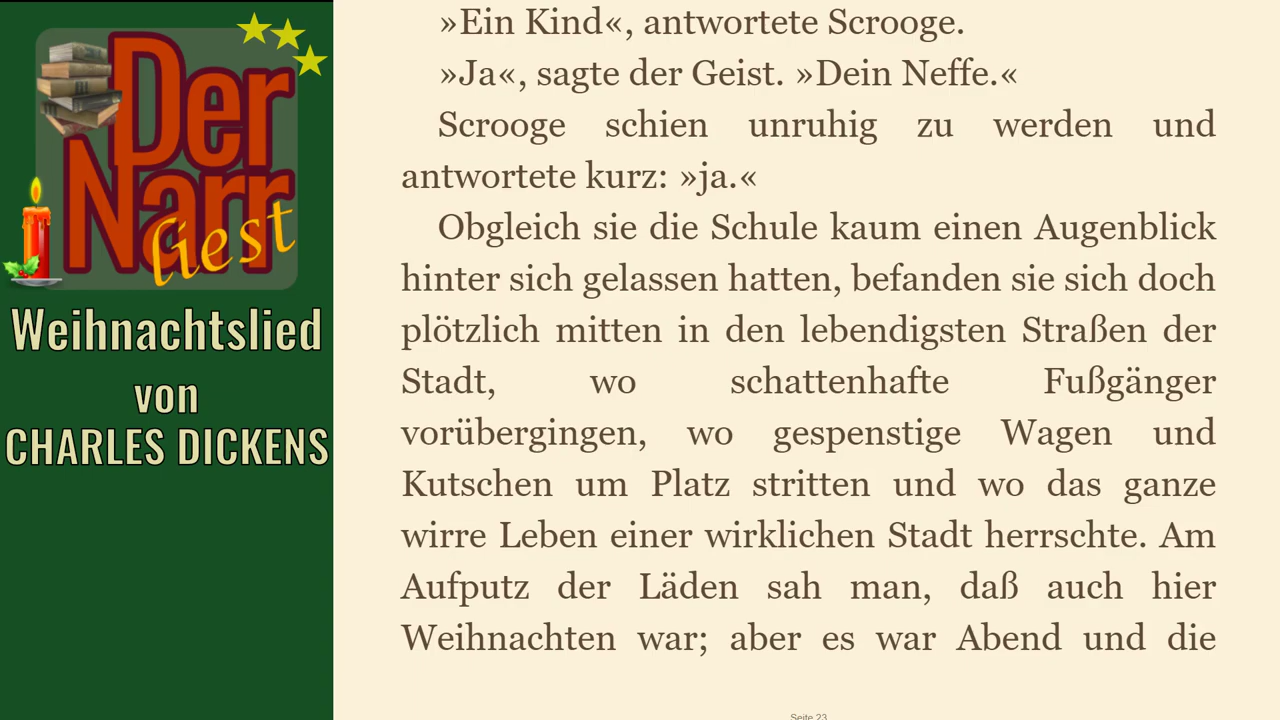 Der
Narr
liest
Weihnachtslied
von
CHARLES DICKENS
»Ein Kind«, antwortete Scrooge.
»Ja«, sagte der Geist. »Dein Neffe.«
Scrooge schien unruhig zu werden und
antwortete kurz: »ja.«
Obgleich sie die Schule kaum einen Augenblick
hinter sich gelassen hatten, befanden sie sich doch
plötzlich mitten in den lebendigsten Straßen der
Stadt, wo schattenhafte Fußgänger
vorübergingen, wo gespenstige Wagen und
Kutschen um Platz stritten und wo das ganze
wirre Leben einer wirklichen Stadt herrschte. Am
Aufputz der Läden sah man, daß auch hier
Weihnachten war; aber es war Abend und die
Seite 23